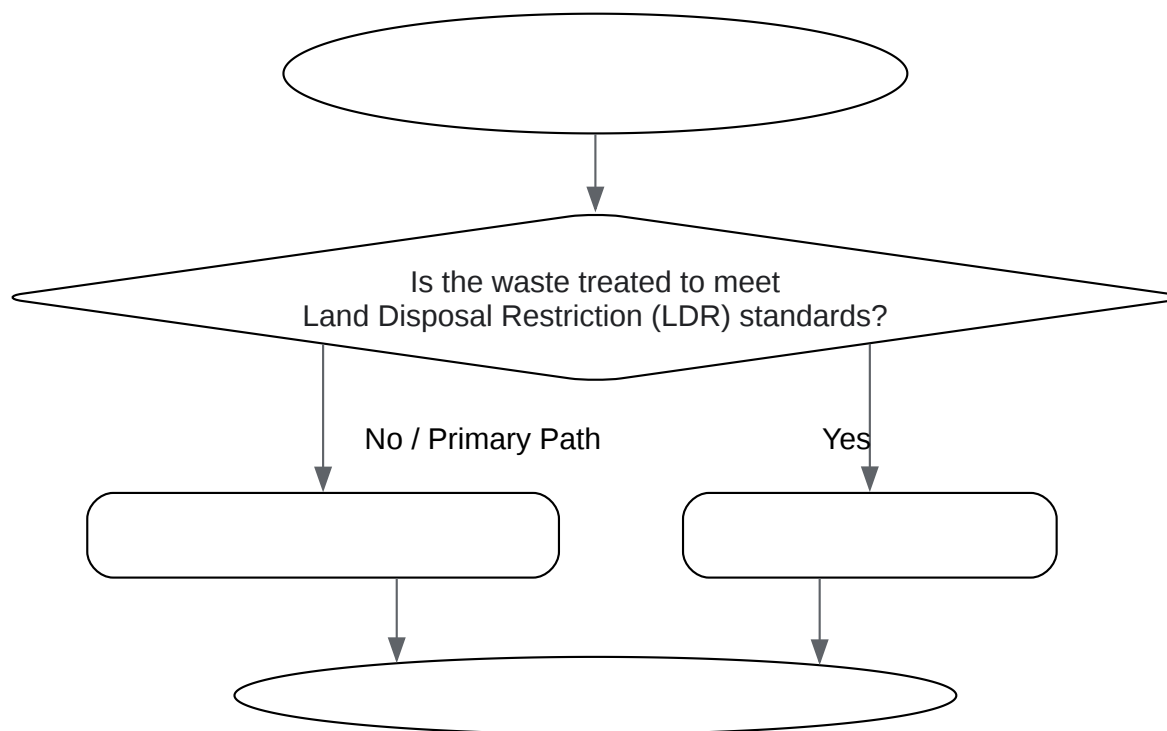 Is the waste treated to meet
Land Disposal Restriction (LDR) standards?
No / Primary Path
Yes